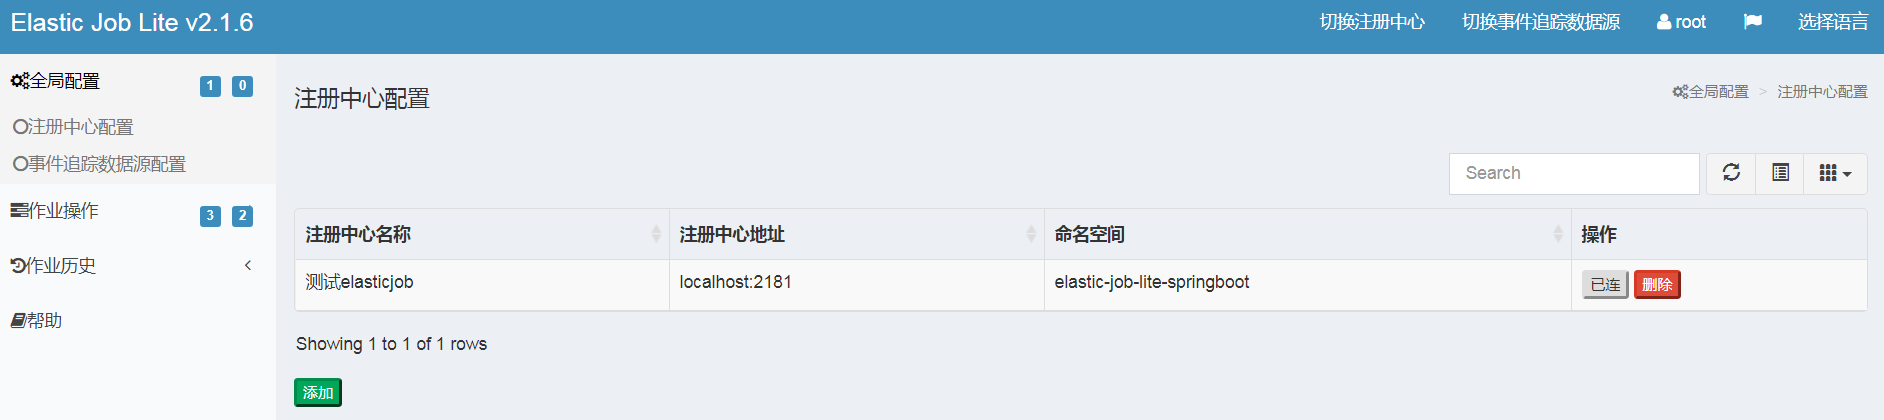 Elastic Job Lite v2.1.6
切换注册中心
切换事件追踪数据源
root
选择语言
全局配置
1
0
注册中心配置
事件追踪数据源配置
作业操作
3
2
作业历史
帮助
注册中心配置
全局配置 > 注册中心配置
Search
注册中心名称
注册中心地址
命名空间
操作
测试elasticjob
localhost:2181
elastic-job-lite-springboot
已连
删除
Showing 1 to 1 of 1 rows
添加